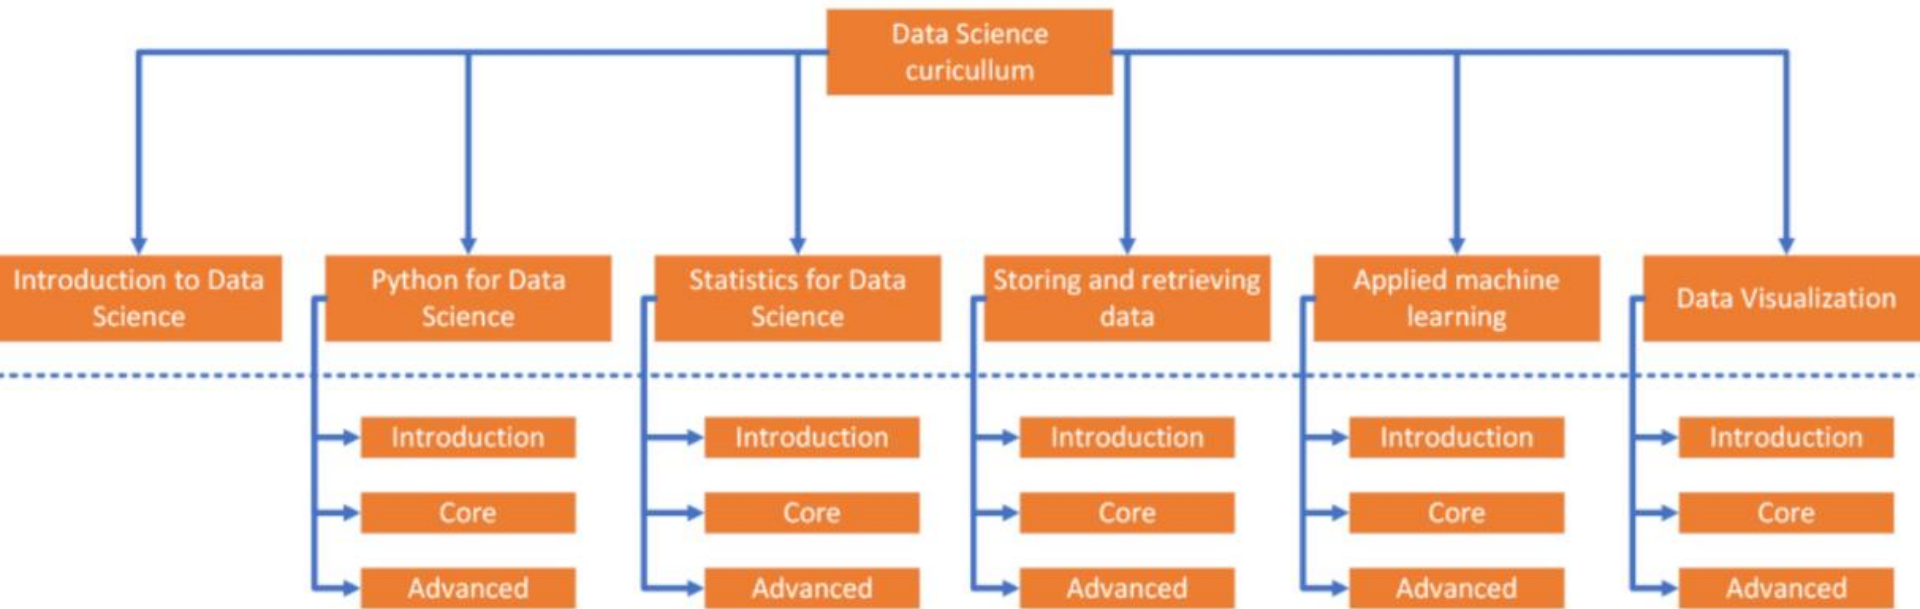 Data Science
curicullum
Introduction to Data
Science
Python for Data
Science
Statistics for Data
Science
Storing and retrieving
data
Applied machine
learning
Data Visualization
Introduction
Core
Advanced
Introduction
Core
Advanced
Introduction
Core
Advanced
Introduction
Core
Advanced
Introduction
Core
Advanced